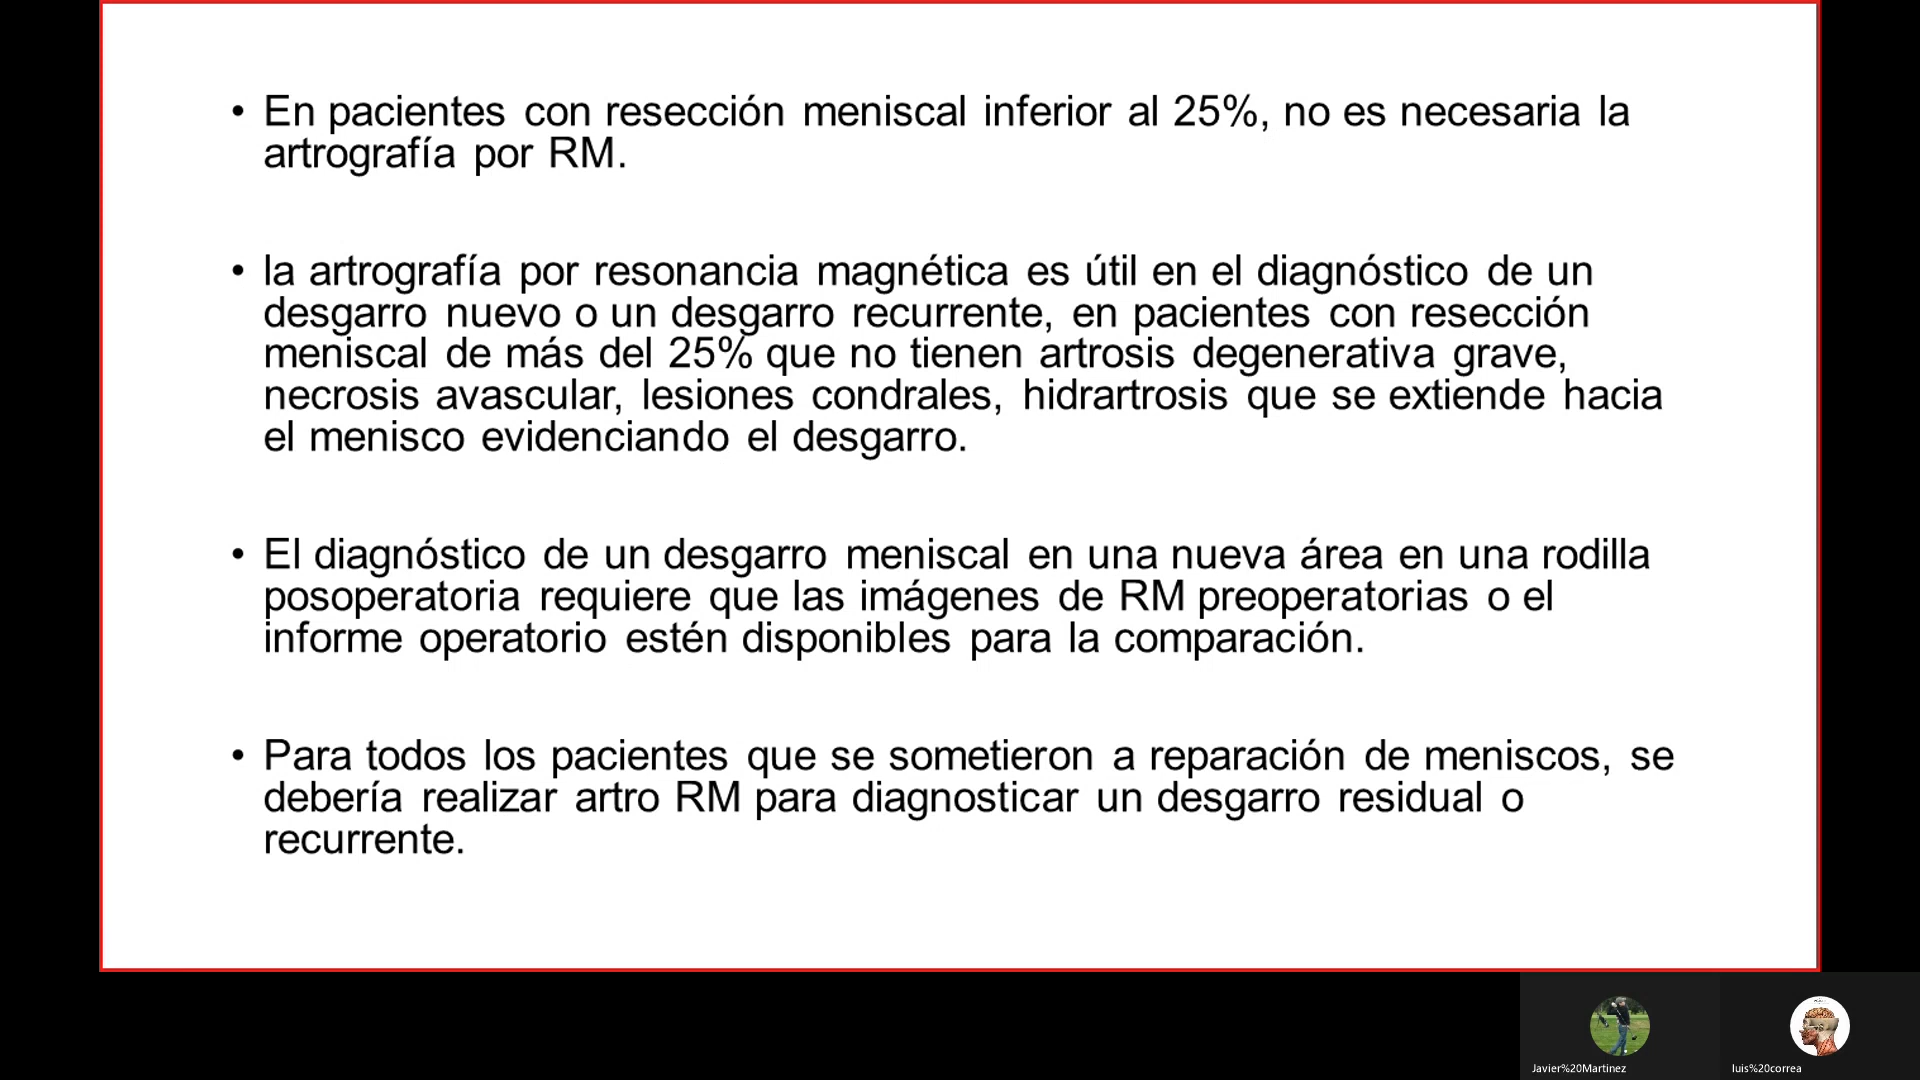 • En pacientes con resección meniscal inferior al 25%, no es necesaria la
artrografía por RM.
• la artrografía por resonancia magnética es útil en el diagnóstico de un
desgarro nuevo o un desgarro recurrente, en pacientes con resección
meniscal de más del 25% que no tienen artrosis degenerativa grave,
necrosis avascular, lesiones condrales, hidrartrosis que se extiende hacia
el menisco evidenciando el desgarro.
• El diagnóstico de un desgarro meniscal en una nueva área en una rodilla
posoperatoria requiere que las imágenes de RM preoperatorias o el
informe operatorio estén disponibles para la comparación.
• Para todos los pacientes que se sometieron a reparación de meniscos, se
debería realizar artro RM para diagnosticar un desgarro residual o
recurrente.
Javier%20Martinez
luis%20correa